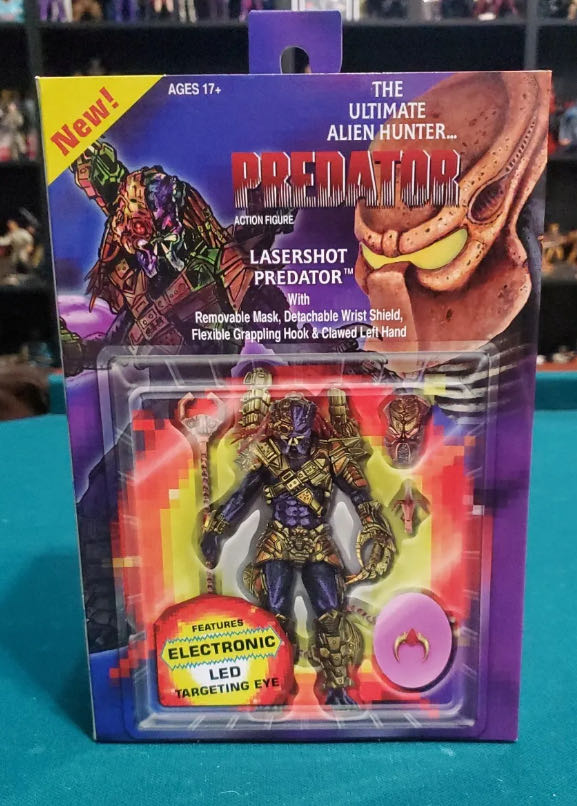 New!
AGES 17+
THE
ULTIMATE
ALIEN HUNTER...
PREDATOR
ACTION FIGURE
LASERSHOT
PREDATOR™
With
Removable Mask, Detachable Wrist Shield,
Flexible Grappling Hook & Clawed Left Hand
FEATURES
ELECTRONIC
LED
TARGETING EYE